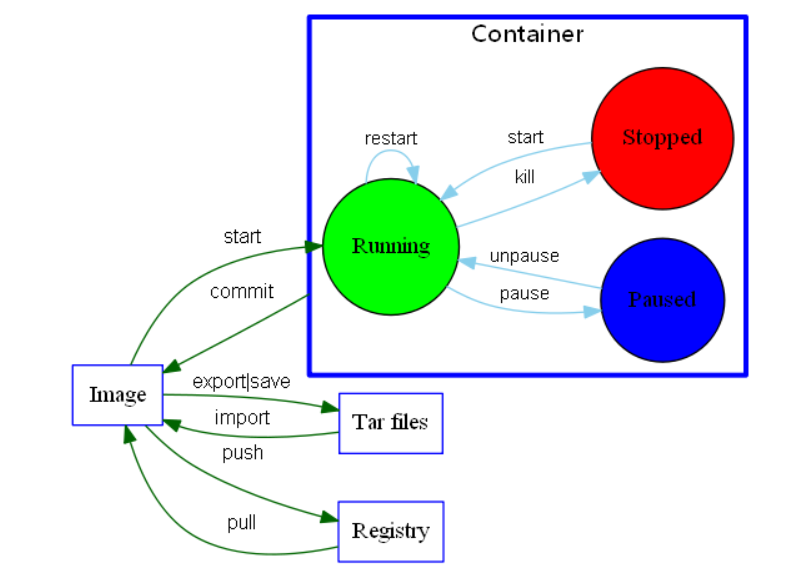 Container
restart
start
Stopped
kill
start
Running
unpause
commit
pause
Paused
Image
export|save
Tar files
import
push
pull
Registry